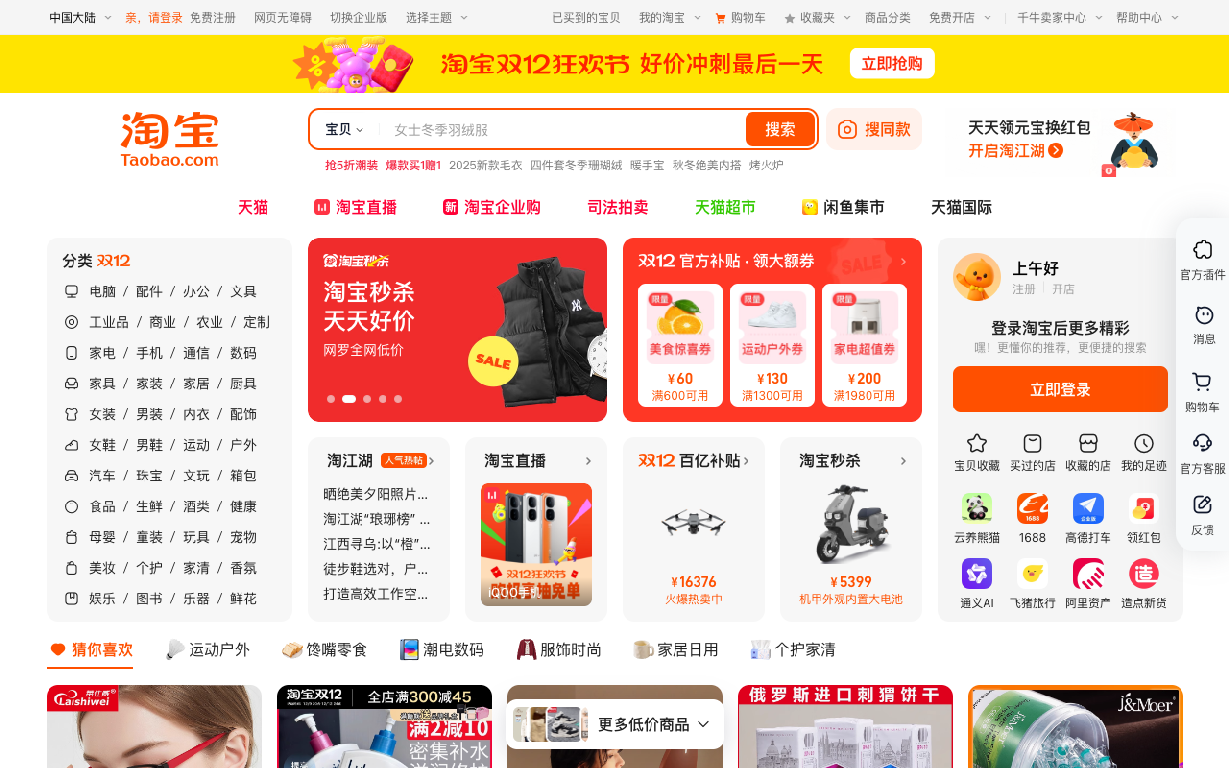 中国大陆 亲，请登录 免费注册 网页无障碍 切换企业版 选择主题 已买到的宝贝 我的淘宝 购物车 收藏夹 商品分类 免费开店 千牛卖家中心 帮助中心
淘宝双12狂欢节 好价冲刺最后一天 立即抢购
淘宝
Taobao.com
宝贝 女士冬季羽绒服 搜索 搜同款
抢5折潮装 爆款买1赠1 2025新款毛衣 四件套冬季珊瑚绒 暖手宝 秋冬绝美内搭 烤火炉
天天领元宝换红包
开启淘江湖
天猫 淘宝直播 新 淘宝企业购 司法拍卖 天猫超市 闲鱼集市 天猫国际
分类 双12
电脑 / 配件 / 办公 / 文具
工业品 / 商业 / 农业 / 定制
家电 / 手机 / 通信 / 数码
家具 / 家装 / 家居 / 厨具
女装 / 男装 / 内衣 / 配饰
女鞋 / 男鞋 / 运动 / 户外
汽车 / 珠宝 / 文玩 / 箱包
食品 / 生鲜 / 酒类 / 健康
母婴 / 童装 / 玩具 / 宠物
美妆 / 个护 / 家清 / 香氛
娱乐 / 图书 / 乐器 / 鲜花
淘宝秒杀
淘宝秒杀
天天好价
网罗全网低价
SALE
双12 官方补贴 · 领大额券
SALE
限量 限量 限量
美食惊喜券 运动户外券 家电超值券
¥60 ¥130 ¥200
满600可用 满1300可用 满1980可用
淘江湖 人气热帖
晒绝美夕阳照片...
淘江湖“琅琊榜” ...
江西寻乌:以“橙”...
徒步鞋选对，户...
打造高效工作空...
淘宝直播
双12狂欢节
iQOO手机
双12 百亿补贴
¥16376
火爆热卖中
淘宝秒杀
¥5399
机甲外观内置大电池
上午好
注册 开店
登录淘宝后更多精彩
嘿！更懂你的推荐，更便捷的搜索
立即登录
宝贝收藏 买过的店 收藏的店 我的足迹
1688 企业版
云养熊猫 1688 高德打车 领红包
造
通义AI 飞猪旅行 阿里资产 造点新货
官方插件
消息
购物车
官方客服
反馈
猜你喜欢 运动户外 馋嘴零食 潮电数码 服饰时尚 家居日用 个护家清
莱仕威
Laishiwei
淘宝双12 全店满300减45
满2减10
密集补水
更多低价商品
俄罗斯进口刺猬饼干
J&Moer